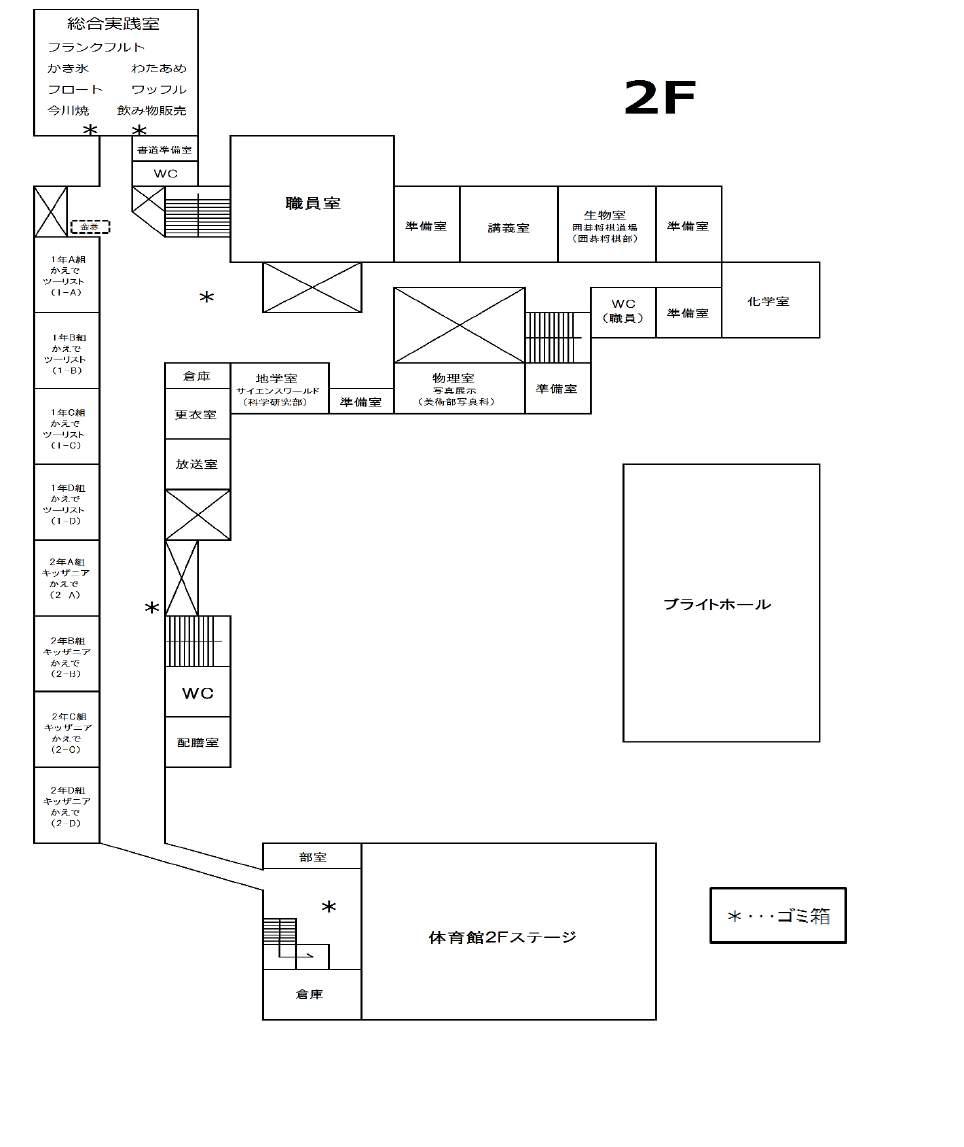 総合実践室
フランクフルト
かき氷 わたあめ
フロート ワッフル
今川焼 飲み物販売
* *
2F
書道準備室
WC
金券
職員室
準備室
講義室
生物室
囲碁将棋道場
(囲碁将棋部)
準備室
1年A組
かえで
ツーリスト
(1-A)
*
WC
(職員)
準備室
化学室
1年B組
かえで
ツーリスト
(1-B)
倉庫
地学室
サイエンスワールド
(科学研究部)
準備室
物理室
写真展示
(美術部写真科)
準備室
1年C組
かえで
ツーリスト
(1-C)
更衣室
放送室
1年D組
かえで
ツーリスト
(1-D)
2年A組
キッザニア
かえで
(2-A)
*
ブライトホール
2年B組
キッザニア
かえで
(2-B)
WC
2年C組
キッザニア
かえで
(2-C)
配膳室
2年D組
キッザニア
かえで
(2-D)
部室
*
体育館2Fステージ
倉庫
*・・・ゴミ箱